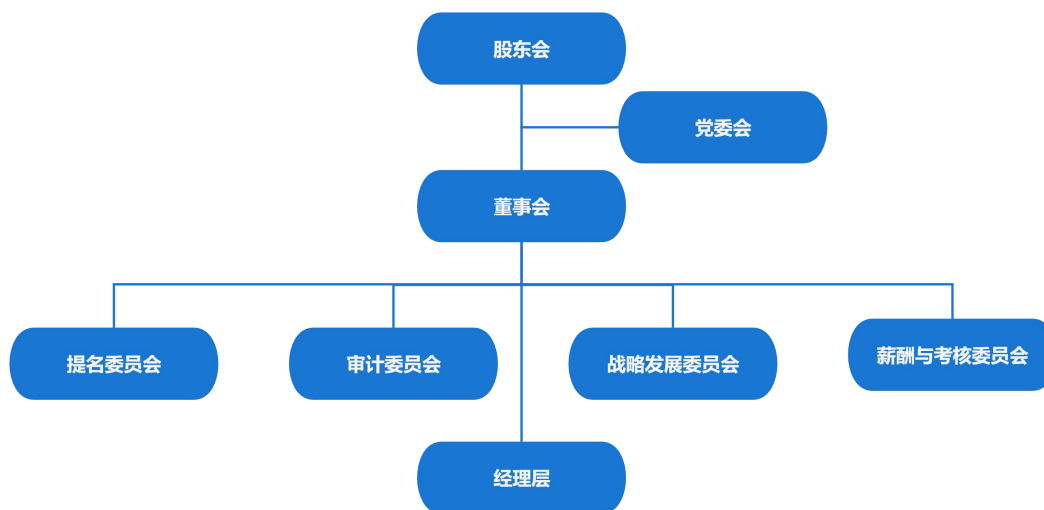 股东会
党委会
董事会
提名委员会
审计委员会
战略发展委员会
薪酬与考核委员会
经理层